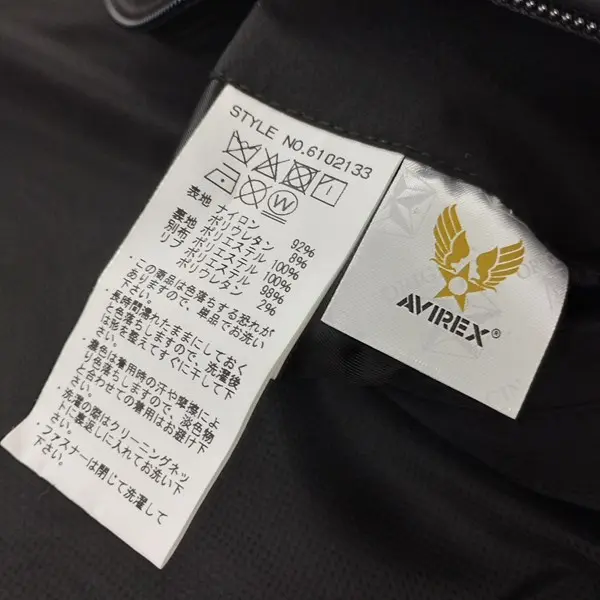 STYLE NO.6102133
表地 ナイロン 92%
ポリウレタン 8%
裏地 ポリエステル 100%
別布 ポリエステル 100%
リブ ポリエステル 98%
ポリウレタン 2%
・この商品は色落ちする恐れが
ありますので、単品でお洗い
下さい。
・長時間濡れたままにしておく
と色落ちしますので、洗濯後
は形を整えてすぐに干して下
さい。
・濃色は着用時の汗や摩擦によ
り色落ちしますので、淡色物
と合わせての着用はお避け下
さい。
・洗濯の際はクリーニングネッ
トに裏返しに入れてお洗い下
さい。
・ファスナーは閉じて洗濯して
下さい。
AVIREX